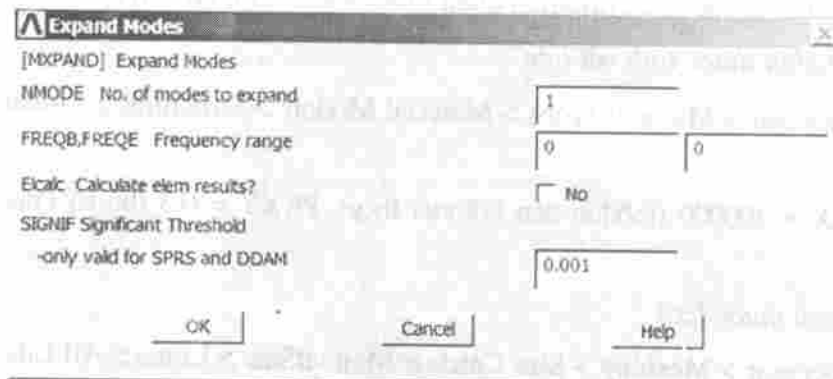 Expand Modes
[MXPAND] Expand Modes
NMODE No. of modes to expand 1
FREQB,FREQE Frequency range 0 0
Elcalc Calculate elem results? No
SIGNIF Significant Threshold
-only valid for SPRS and DDAM 0.001
OK Cancel Help